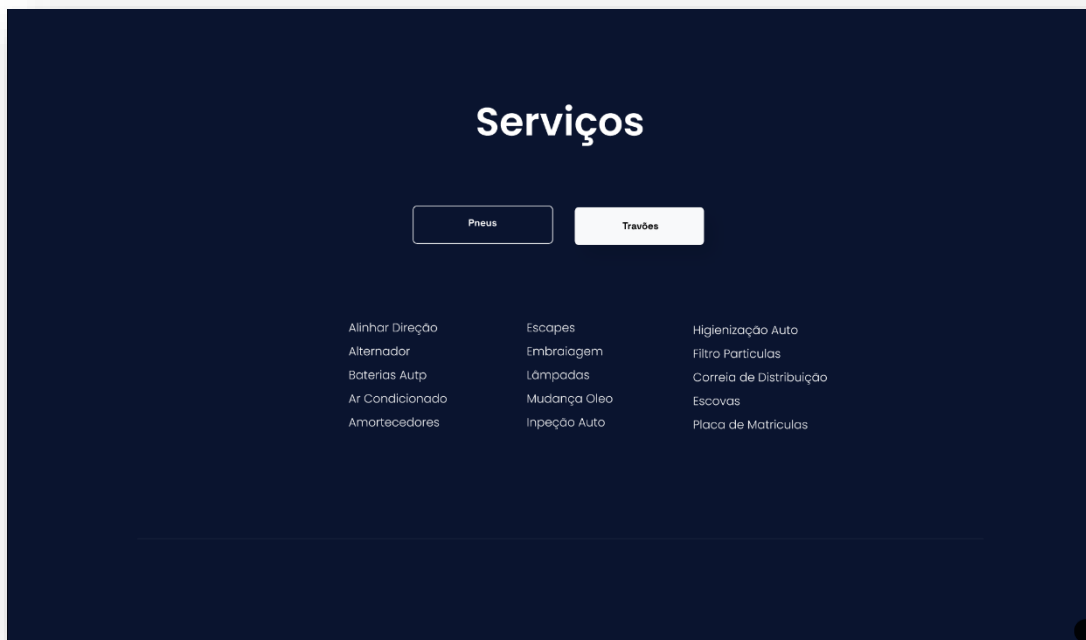 Serviços
Pneus
Travões
Alinhar Direção
Alternador
Baterias Autp
Ar Condicionado
Amortecedores
Escapes
Embraiagem
Lâmpadas
Mudança Oleo
Inpeção Auto
Higienização Auto
Filtro Particulas
Correia de Distribuição
Escovas
Placa de Matriculas